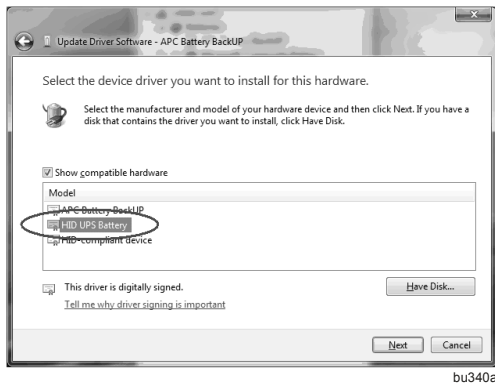 Update Driver Software - APC Battery BackUP
Select the device driver you want to install for this hardware.
Select the manufacturer and model of your hardware device and then click Next. If you have a
disk that contains the driver you want to install, click Have Disk.
Show compatible hardware
Model
APC Battery BackUP
HID UPS Battery
HID-compliant device
This driver is digitally signed.
Have Disk...
Tell me why driver signing is important
Next
Cancel
bu340a